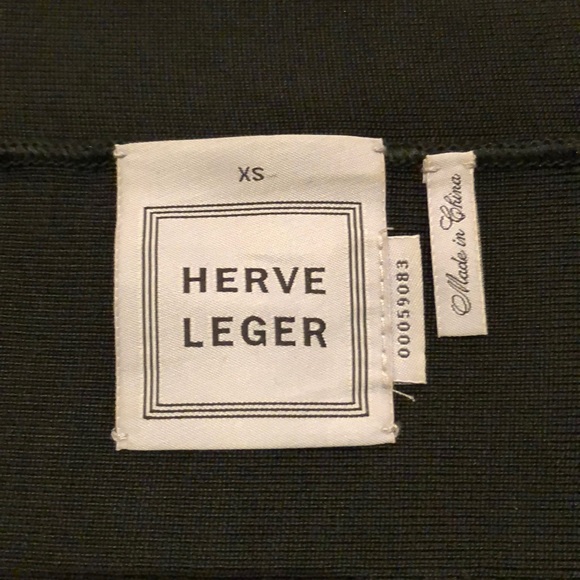 XS
HERVE
LEGER
00059083
Made in China